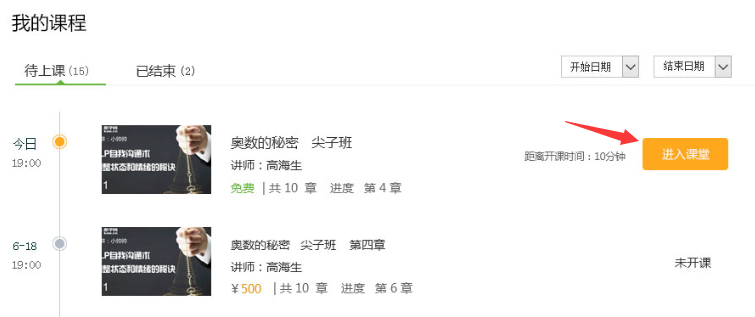 我的课程
待上课 (15) 已结束 (2) 开始日期 结束日期
今日
19:00
LP自我沟通术
整状态和情绪的秘诀
1
奥数的秘密 尖子班
讲师：高海生
免费 | 共 10 章 进度 第 4 章
距离开课时间：10分钟 进入课堂
6-18
19:00
LP自我沟通术
整状态和情绪的秘诀
1
奥数的秘密 尖子班 第四章
讲师：高海生
￥500 | 共 10 章 进度 第 6 章
未开课